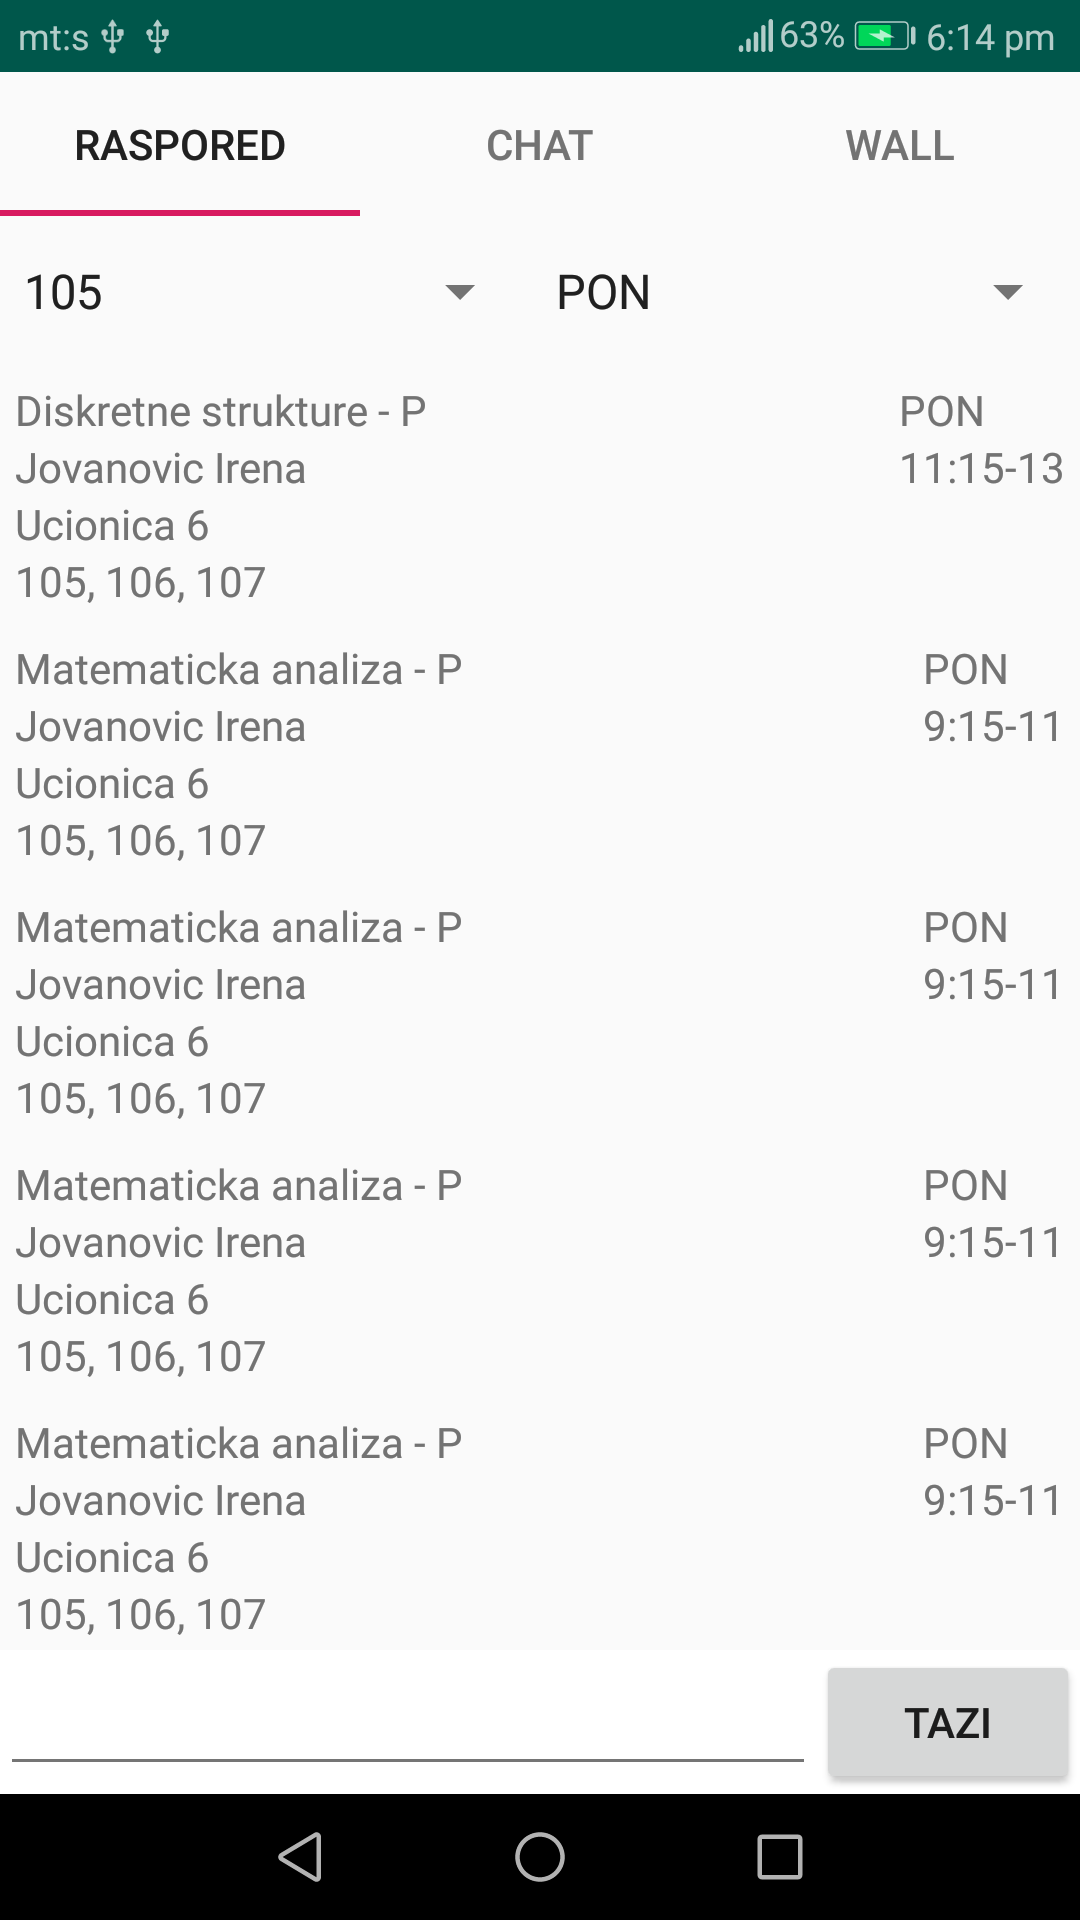 mt:s 63% 6:14 pm
RASPORED CHAT WALL
105 PON
Diskretne strukture - P PON
Jovanovic Irena 11:15-13
Ucionica 6
105, 106, 107
Matematicka analiza - P PON
Jovanovic Irena 9:15-11
Ucionica 6
105, 106, 107
Matematicka analiza - P PON
Jovanovic Irena 9:15-11
Ucionica 6
105, 106, 107
Matematicka analiza - P PON
Jovanovic Irena 9:15-11
Ucionica 6
105, 106, 107
Matematicka analiza - P PON
Jovanovic Irena 9:15-11
Ucionica 6
105, 106, 107
TAZI